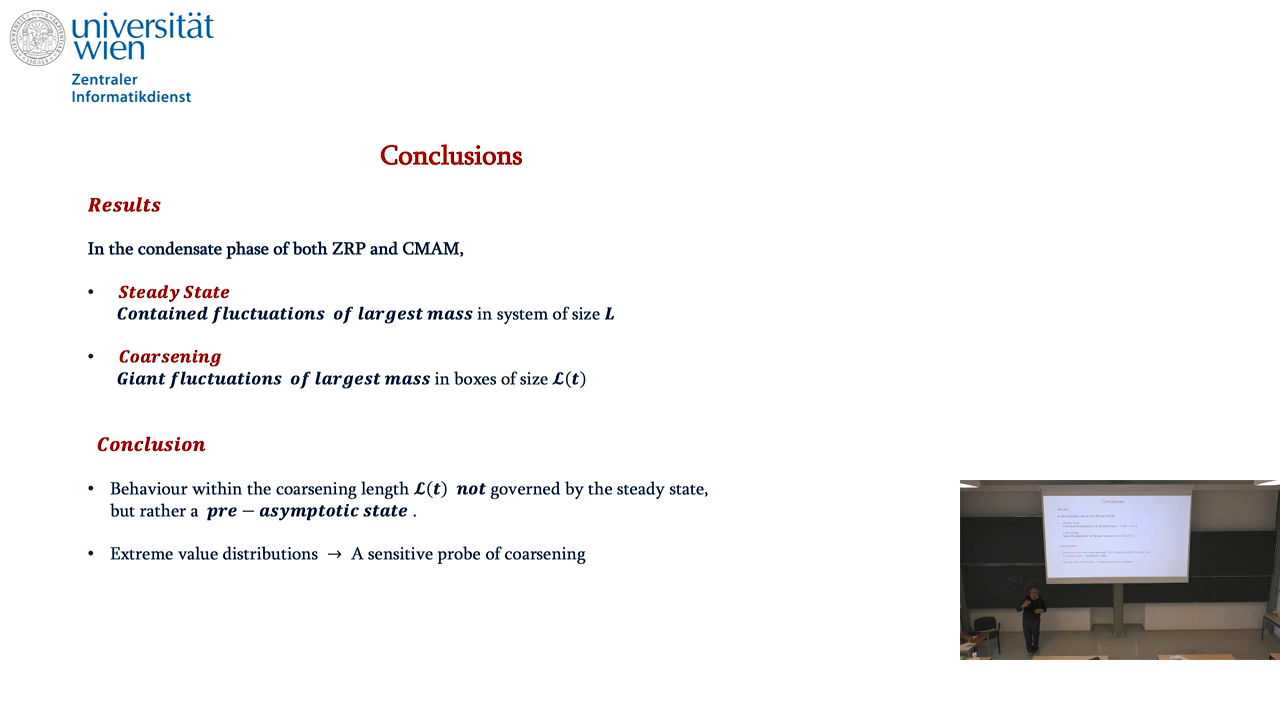 universität
wien
Zentraler
Informatikdienst
Conclusions
Results
In the condensate phase of both ZRP and CMAM,
• Steady State
Contained fluctuations of largest mass in system of size L
• Coarsening
Giant fluctuations of largest mass in boxes of size ℒ(t)
Conclusion
• Behaviour within the coarsening length ℒ(t) not governed by the steady state,
but rather a pre − asymptotic state .
• Extreme value distributions → A sensitive probe of coarsening